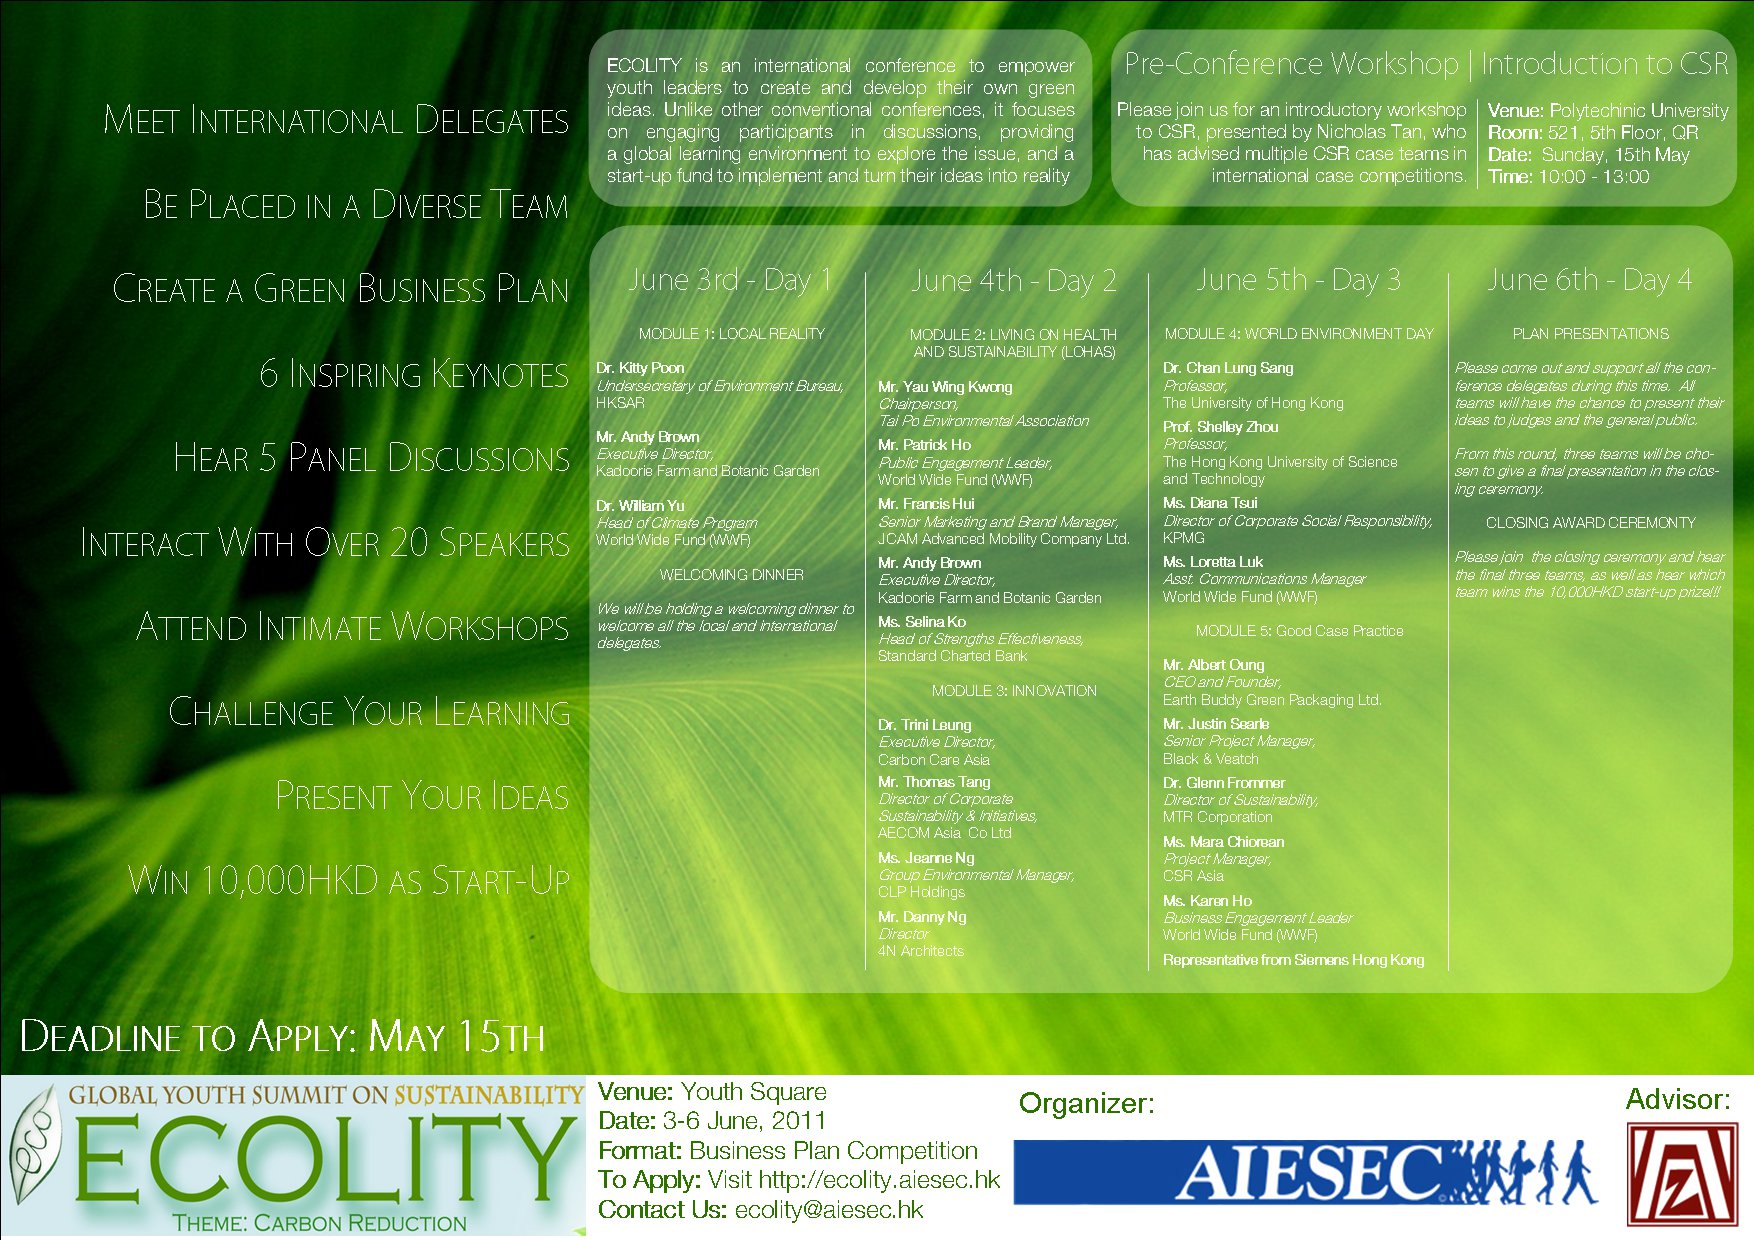 MEET INTERNATIONAL DELEGATES
BE PLACED IN A DIVERSE TEAM
CREATE A GREEN BUSINESS PLAN
6 INSPIRING KEYNOTES
HEAR 5 PANEL DISCUSSIONS
INTERACT WITH OVER 20 SPEAKERS
ATTEND INTIMATE WORKSHOPS
CHALLENGE YOUR LEARNING
PRESENT YOUR IDEAS
WIN 10,000HKD AS START-UP
DEADLINE TO APPLY: MAY 15TH
ECOLITY is an international conference to empower
youth leaders to create and develop their own green
ideas. Unlike other conventional conferences, it focuses
on engaging participants in discussions, providing
a global learning environment to explore the issue, and a
start-up fund to implement and turn their ideas into reality
Pre-Conference Workshop | Introduction to CSR
Please join us for an introductory workshop
to CSR, presented by Nicholas Tan, who
has advised multiple CSR case teams in
international case competitions.
Venue: Polytechinic University
Room: 521, 5th Floor, QR
Date: Sunday, 15th May
Time: 10:00 - 13:00
June 3rd - Day 1
MODULE 1: LOCAL REALITY
Dr. Kitty Poon
Undersecretary of Environment Bureau,
HKSAR
Mr. Andy Brown
Executive Director,
Kadoorie Farm and Botanic Garden
Dr. William Yu
Head of Climate Program
World Wide Fund (WWF)
WELCOMING DINNER
We will be holding a welcoming dinner to
welcome all the local and international
delegates.
June 4th - Day 2
MODULE 2: LIVING ON HEALTH
AND SUSTAINABILITY (LOHAS)
Mr. Yau Wing Kwong
Chairperson,
Tai Po Environmental Association
Mr. Patrick Ho
Public Engagement Leader,
World Wide Fund (WWF)
Mr. Francis Hui
Senior Marketing and Brand Manager,
JCAM Advanced Mobility Company Ltd.
Mr. Andy Brown
Executive Director,
Kadoorie Farm and Botanic Garden
Ms. Selina Ko
Head of Strengths Effectiveness,
Standard Charted Bank
MODULE 3: INNOVATION
Dr. Trini Leung
Executive Director,
Carbon Care Asia
Mr. Thomas Tang
Director of Corporate
Sustainability & Initiatives,
AECOM Asia Co Ltd
Ms. Jeanne Ng
Group Environmental Manager,
CLP Holdings
Mr. Danny Ng
Director
4N Architects
June 5th - Day 3
MODULE 4: WORLD ENVIRONMENT DAY
Dr. Chan Lung Sang
Professor,
The University of Hong Kong
Prof. Shelley Zhou
Professor,
The Hong Kong University of Science
and Technology
Ms. Diana Tsui
Director of Corporate Social Responsibility,
KPMG
Ms. Loretta Luk
Asst. Communications Manager
World Wide Fund (WWF)
MODULE 5: Good Case Practice
Mr. Albert Oung
CEO and Founder,
Earth Buddy Green Packaging Ltd.
Mr. Justin Searle
Senior Project Manager,
Black & Veatch
Dr. Glenn Frommer
Director of Sustainability,
MTR Corporation
Ms. Mara Chiorean
Project Manager,
CSR Asia
Ms. Karen Ho
Business Engagement Leader
World Wide Fund (WWF)
Representative from Siemens Hong Kong
June 6th - Day 4
PLAN PRESENTATIONS
Please come out and support all the con-
ference delegates during this time. All
teams will have the chance to present their
ideas to judges and the general public.
From this round, three teams will be cho-
sen to give a final presentation in the clos-
ing ceremony.
CLOSING AWARD CEREMONTY
Please join the closing ceremony and hear
the final three teams, as well as hear which
team wins the 10,000HKD start-up prize!!!
eco
GLOBAL YOUTH SUMMIT ON SUSTAINABILITY
ECOLITY
THEME: CARBON REDUCTION
Venue: Youth Square
Date: 3-6 June, 2011
Format: Business Plan Competition
To Apply: Visit http://ecolity.aiesec.hk
Contact Us: ecolity@aiesec.hk
Organizer:
AIESEC
Advisor: